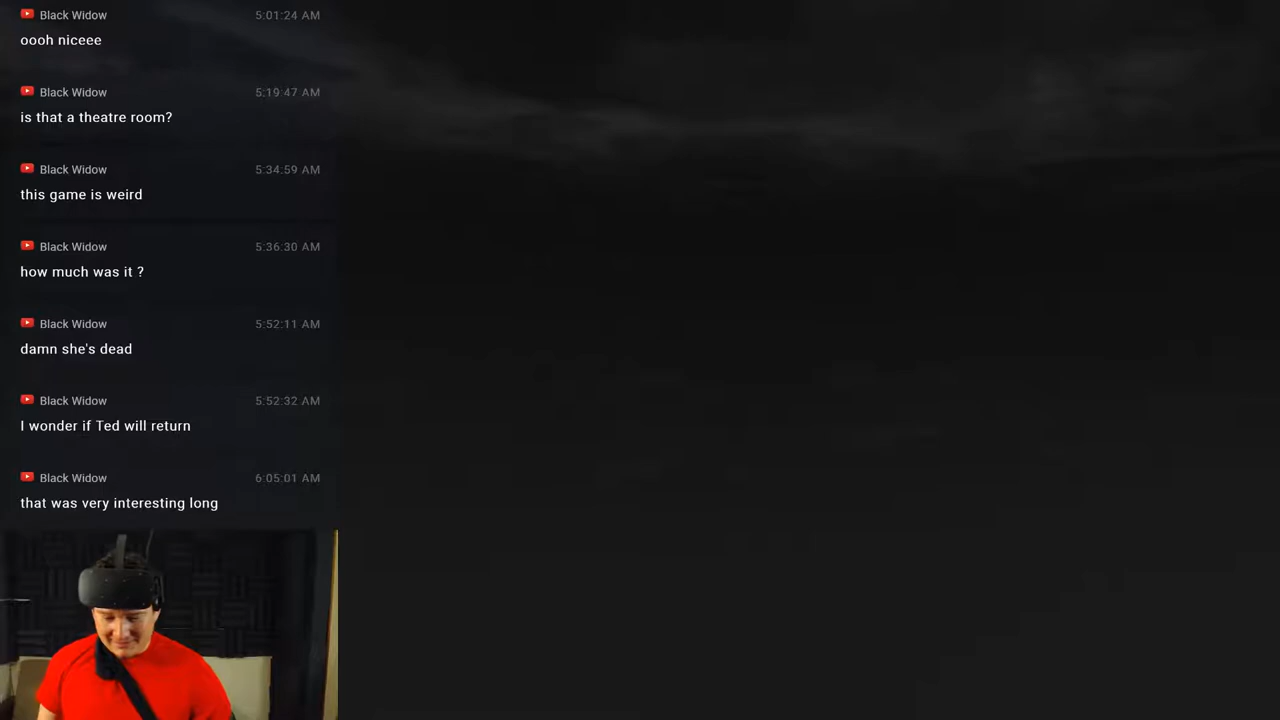 Black Widow 5:01:24 AM
oooh niceee
Black Widow 5:19:47 AM
is that a theatre room?
Black Widow 5:34:59 AM
this game is weird
Black Widow 5:36:30 AM
how much was it ?
Black Widow 5:52:11 AM
damn she's dead
Black Widow 5:52:32 AM
I wonder if Ted will return
Black Widow 6:05:01 AM
that was very interesting long